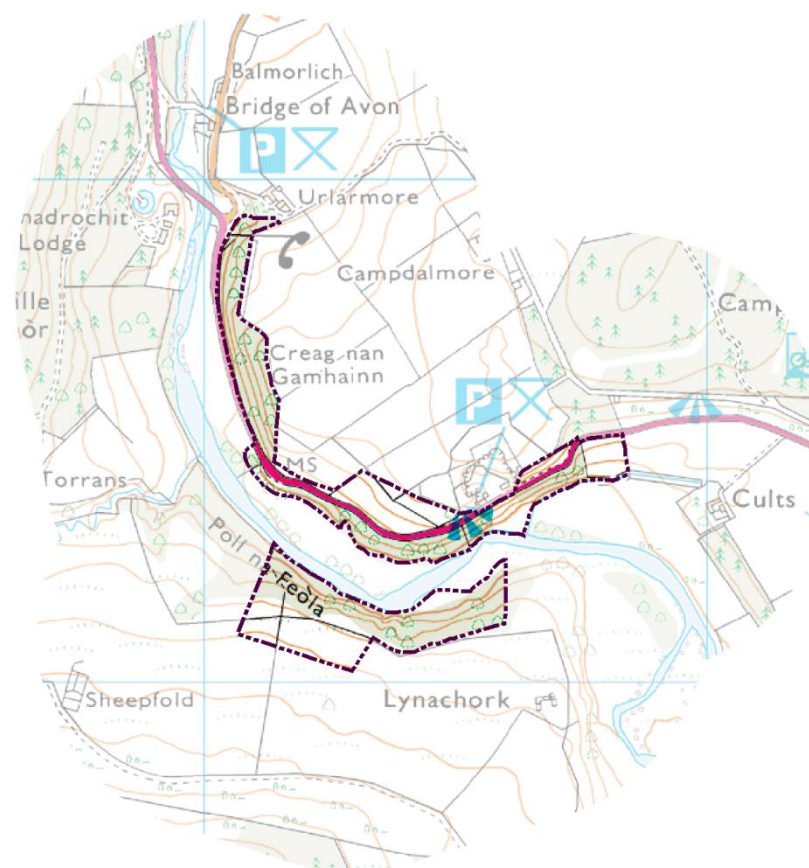 Balmorlich
Bridge of Avon
P
Urlarmore
Lodge
Campdalmore
Creag nan
Gamhainn
P
MS
Torrans
Cults
Poll na Feòla
Sheepfold
Lynachork